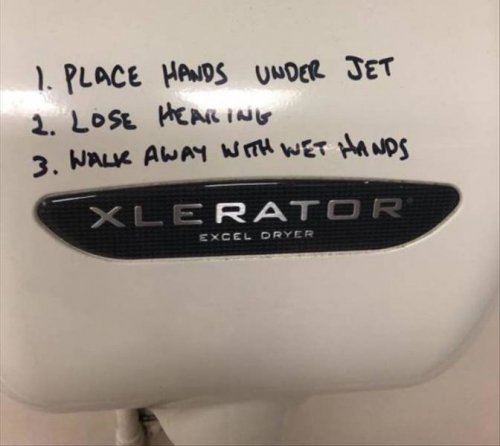 1. PLACE HANDS UNDER JET
2. LOSE HEARING
3. WALK AWAY WITH WET HANDS
XLERATOR®
EXCEL DRYER